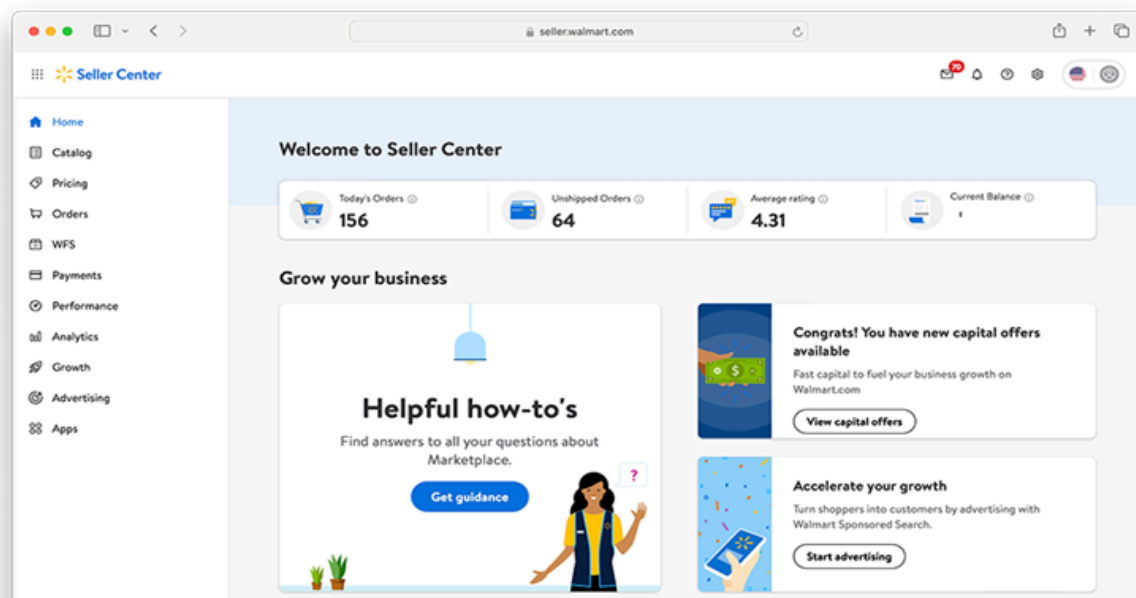 seller.walmart.com
Seller Center
70
Home
Catalog
Pricing
Orders
WFS
Payments
Performance
Analytics
Growth
Advertising
Apps
Welcome to Seller Center
Today's Orders
156
Unshipped Orders
64
Average rating
4.31
Current Balance
Grow your business
Helpful how-to's
Find answers to all your questions about
Marketplace.
Get guidance
?
Congrats! You have new capital offers
available
Fast capital to fuel your business growth on
Walmart.com
View capital offers
Accelerate your growth
Turn shoppers into customers by advertising with
Walmart Sponsored Search.
Start advertising